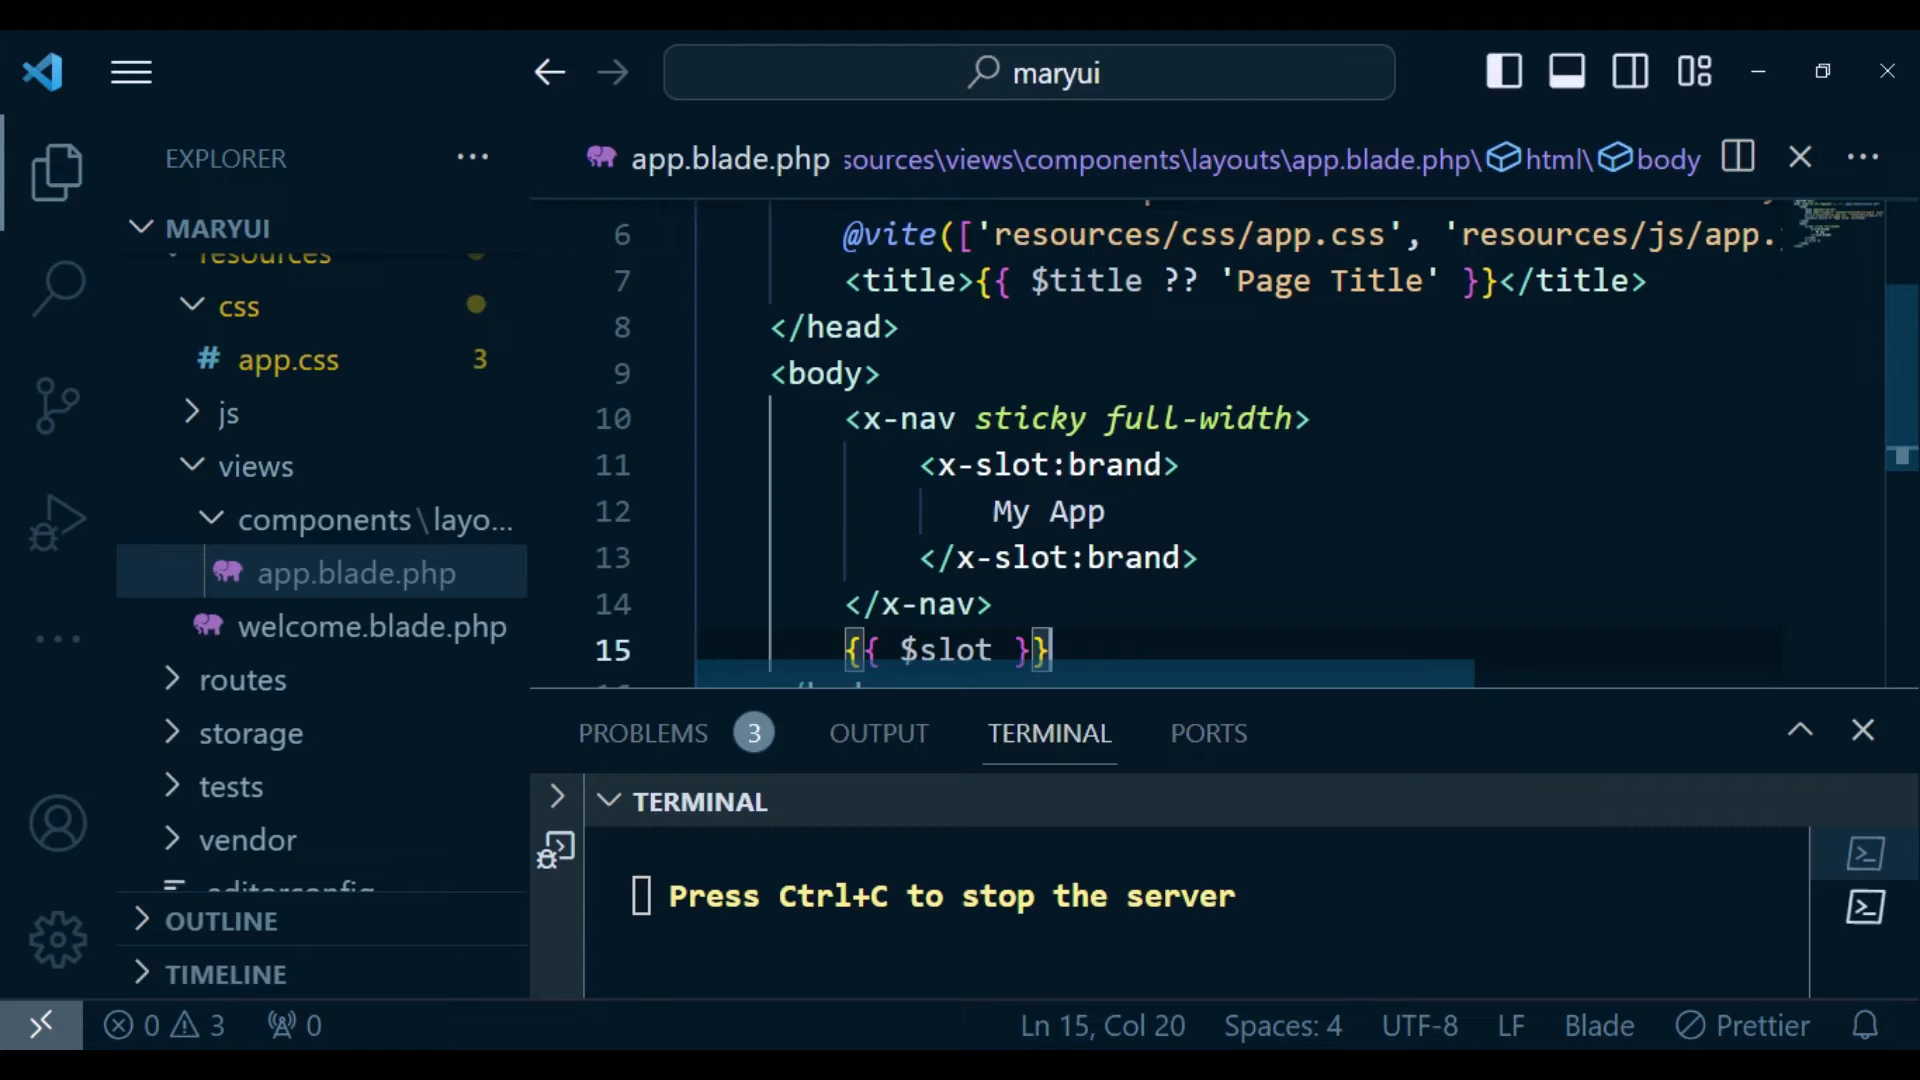 maryui
EXPLORER
app.blade.php sources\views\components\layouts\app.blade.php\ html\ body
MARYUI
resources
css
app.css 3
js
views
components\layo...
app.blade.php
welcome.blade.php
routes
storage
tests
vendor
.editorconfig
OUTLINE
TIMELINE
6 @vite(['resources/css/app.css', 'resources/js/app.
7 <title>{{ $title ?? 'Page Title' }}</title>
8 </head>
9 <body>
10 <x-nav sticky full-width>
11 <x-slot:brand>
12 My App
13 </x-slot:brand>
14 </x-nav>
15 {{ $slot }}
PROBLEMS 3 OUTPUT TERMINAL PORTS
TERMINAL
Press Ctrl+C to stop the server
0 3 0 Ln 15, Col 20 Spaces: 4 UTF-8 LF Blade Prettier